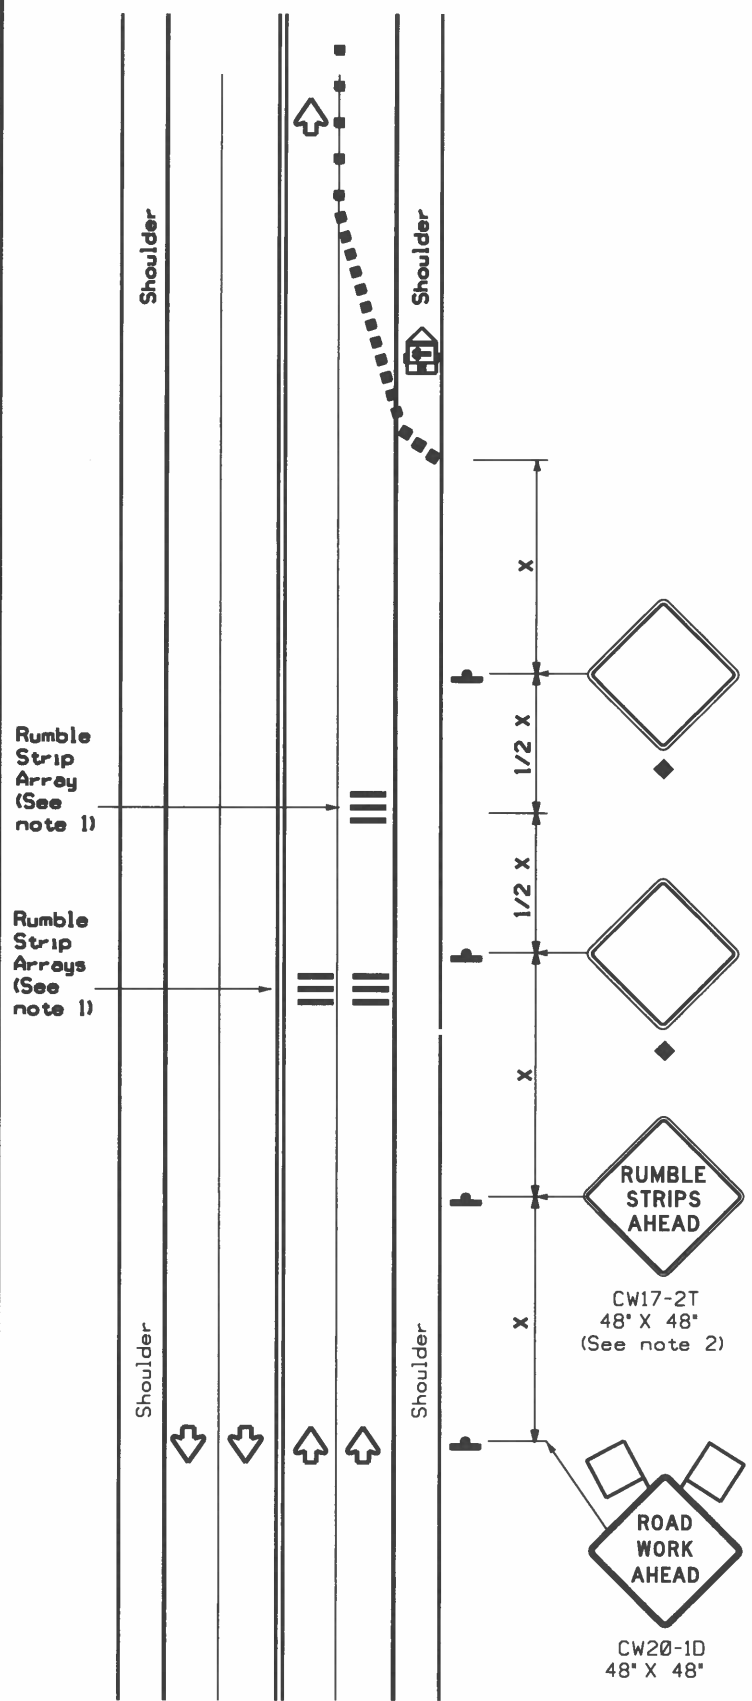 Shoulder
Shoulder
x
1/2 x
Rumble
Strip
Array
(See
note 1)
1/2 x
Rumble
Strip
Arrays
(See
note 1)
x
RUMBLE
STRIPS
AHEAD
CW17-2T
48" X 48"
(See note 2)
x
Shoulder
Shoulder
ROAD
WORK
AHEAD
CW20-1D
48" X 48"